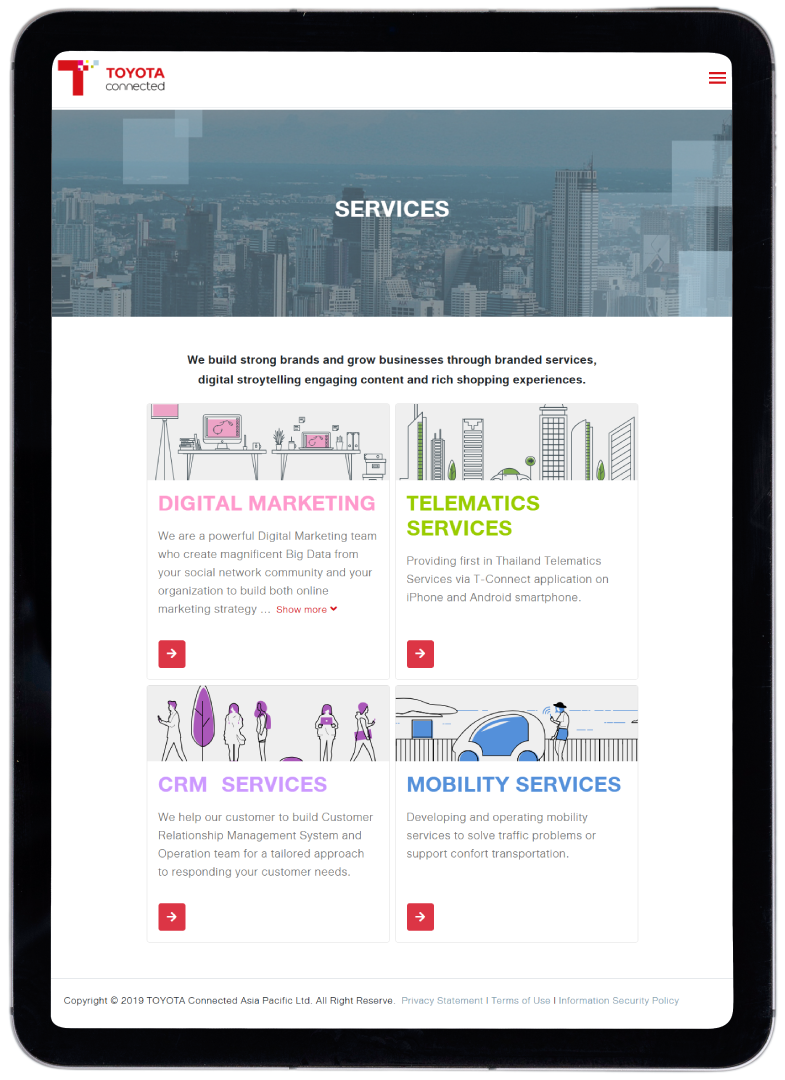 TOYOTA
connected
SERVICES
We build strong brands and grow businesses through branded services,
digital stroytelling engaging content and rich shopping experiences.
DIGITAL MARKETING
We are a powerful Digital Marketing team
who create magnificent Big Data from
your social network community and your
organization to build both online
marketing strategy ... Show more
TELEMATICS
SERVICES
Providing first in Thailand Telematics
Services via T-Connect application on
iPhone and Android smartphone.
CRM SERVICES
We help our customer to build Customer
Relationship Management System and
Operation team for a tailored approach
to responding your customer needs.
MOBILITY SERVICES
Developing and operating mobility
services to solve traffic problems or
support confort transportation.
Copyright © 2019 TOYOTA Connected Asia Pacific Ltd. All Right Reserve. Privacy Statement I Terms of Use I Information Security Policy